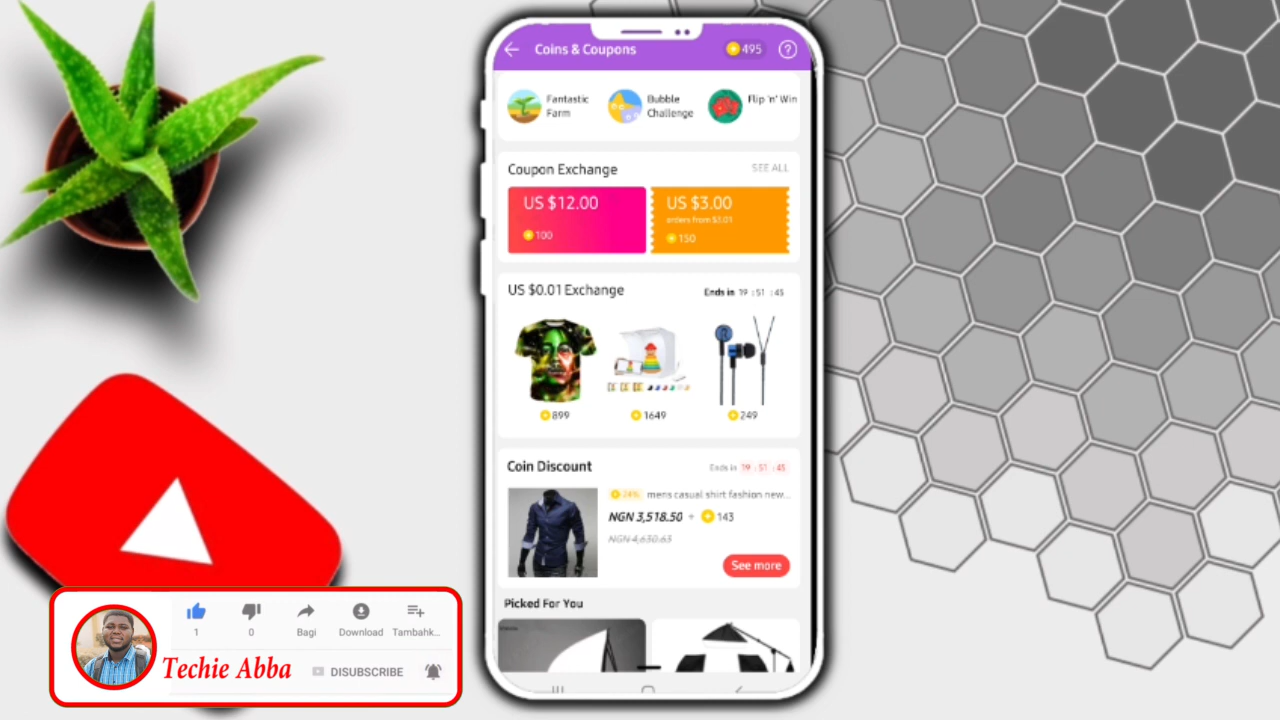 Coins & Coupons
495
?
Fantastic
Farm
Bubble
Challenge
Flip 'n' Win
Coupon Exchange
SEE ALL
US $12.00
100
US $3.00
orders from $3.01
150
US $0.01 Exchange
Ends in 19 : 51 : 45
899
1649
249
Coin Discount
Ends in 19 : 51 : 45
24% mens casual shirt fashion new...
NGN 3,518.50 + 143
NGN 4,630.63
See more
Picked For You
1
0
Bagi
Download
Tambahk...
Techie Abba
DISUBSCRIBE